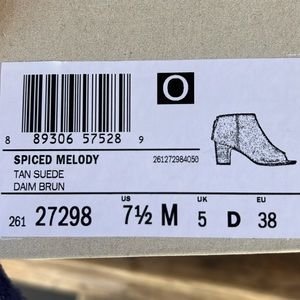 O
8 89306 57528 9
SPICED MELODY
261272984050
TAN SUEDE
DAIM BRUN
US UK EU
261 27298 7½ M 5 D 38